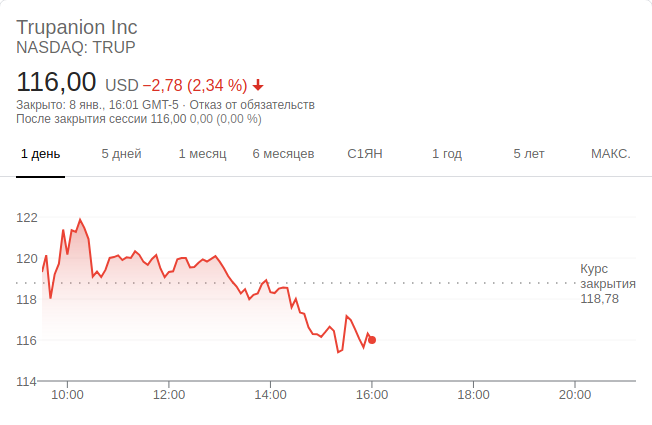 Trupanion Inc
NASDAQ: TRUP
116,00 USD −2,78 (2,34 %)
Закрыто: 8 янв., 16:01 GMT-5 · Отказ от обязательств
После закрытия сессии 116,00 0,00 (0,00 %)
1 день 5 дней 1 месяц 6 месяцев С1ЯН 1 год 5 лет МАКС.
122
120
Курс
закрытия
118,78
118
116
114
10:00 12:00 14:00 16:00 18:00 20:00